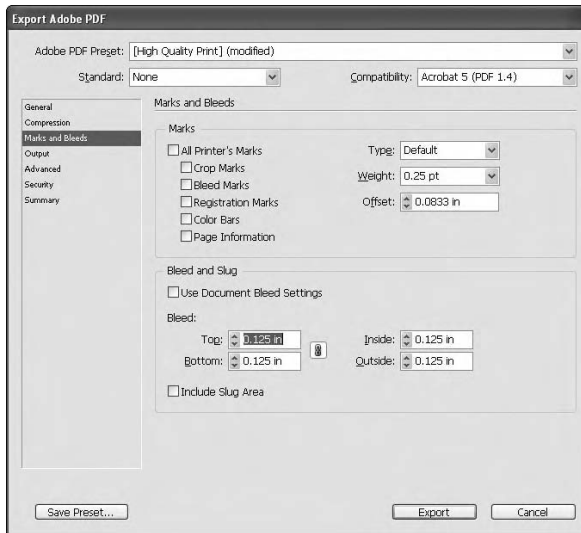 Export Adobe PDF
Adobe PDF Preset: [High Quality Print] (modified)
Standard: None
Compatibility: Acrobat 5 (PDF 1.4)
General
Compression
Marks and Bleeds
Output
Advanced
Security
Summary
Marks and Bleeds
Marks
All Printer's Marks
Crop Marks
Bleed Marks
Registration Marks
Color Bars
Page Information
Type: Default
Weight: 0.25 pt
Offset: 0.0833 in
Bleed and Slug
Use Document Bleed Settings
Bleed:
Top: 0.125 in
Bottom: 0.125 in
Inside: 0.125 in
Outside: 0.125 in
Include Slug Area
Save Preset...
Export
Cancel